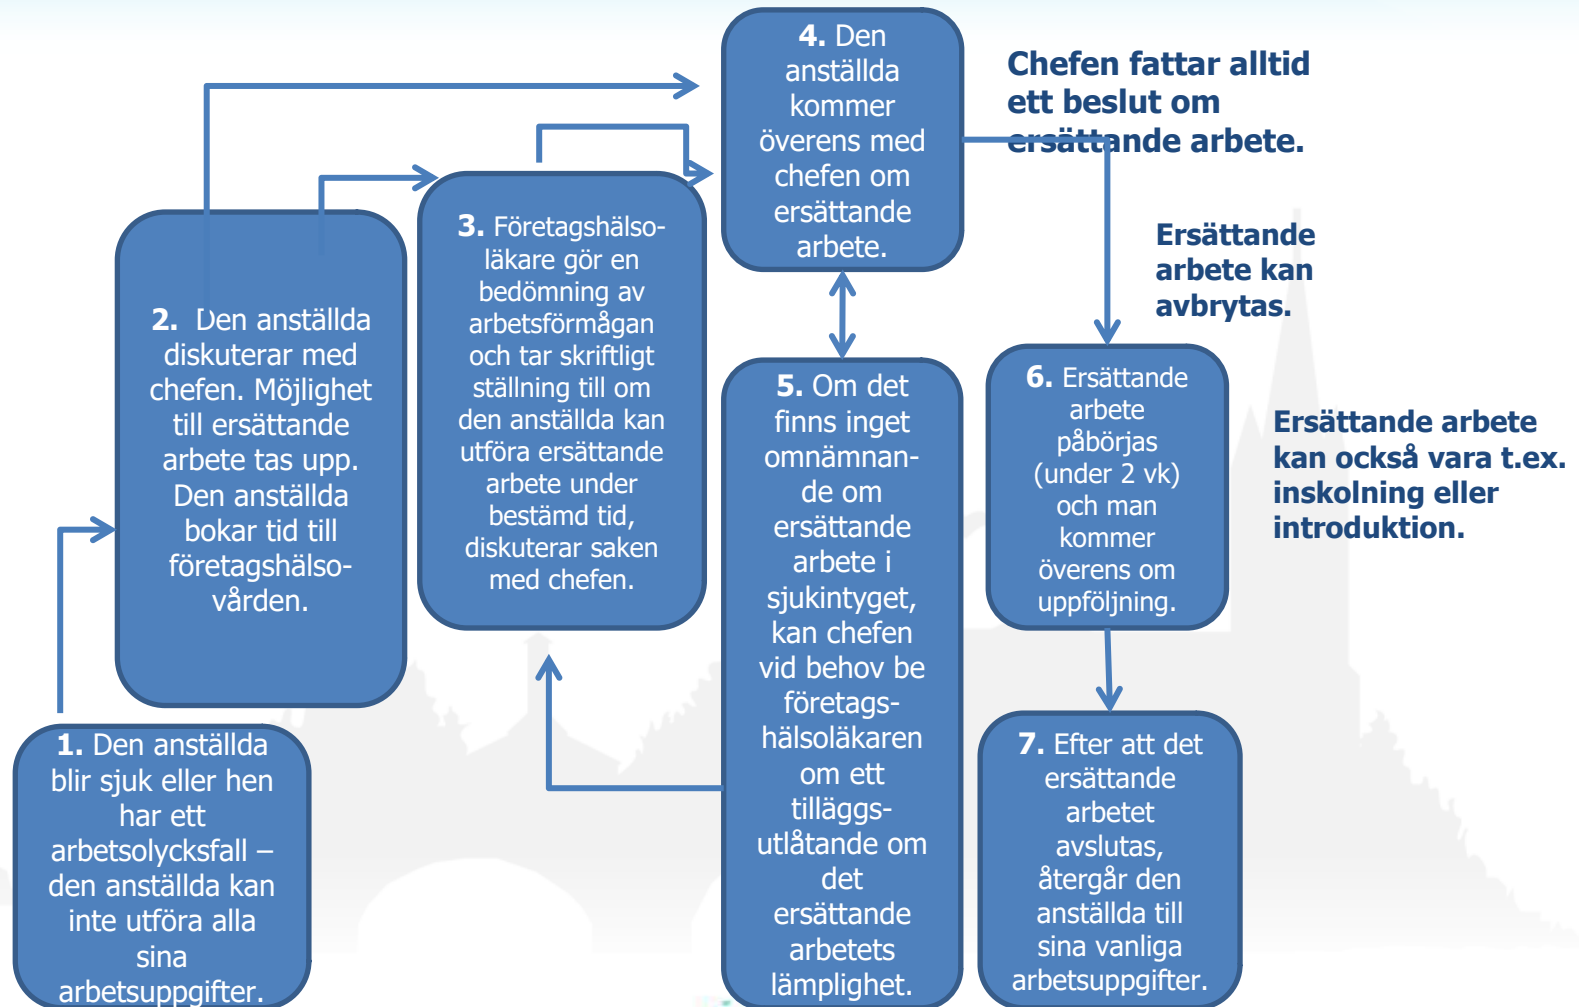 1. Den anställda
blir sjuk eller hen
har ett
arbetsolycksfall –
den anställda kan
inte utföra alla
sina
arbetsuppgifter.
2. Den anställda
diskuterar med
chefen. Möjlighet
till ersättande
arbete tas upp.
Den anställda
bokar tid till
företagshälso-
vården.
3. Företagshälso-
läkare gör en
bedömning av
arbetsförmågan
och tar skriftligt
ställning till om
den anställda kan
utföra ersättande
arbete under
bestämd tid,
diskuterar saken
med chefen.
4. Den
anställda
kommer
överens med
chefen om
ersättande
arbete.
5. Om det
finns inget
omnämnan-
de om
ersättande
arbete i
sjukintyget,
kan chefen
vid behov be
företags-
hälsoläkaren
om ett
tilläggs-
utlåtande om
det
ersättande
arbetets
lämplighet.
Chefen fattar alltid
ett beslut om
ersättande arbete.
Ersättande
arbete kan
avbrytas.
6. Ersättande
arbete
påbörjas
(under 2 vk)
och man
kommer
överens om
uppföljning.
Ersättande arbete
kan också vara t.ex.
inskolning eller
introduktion.
7. Efter att det
ersättande
arbetet
avslutas,
återgår den
anställda till
sina vanliga
arbetsuppgifter.